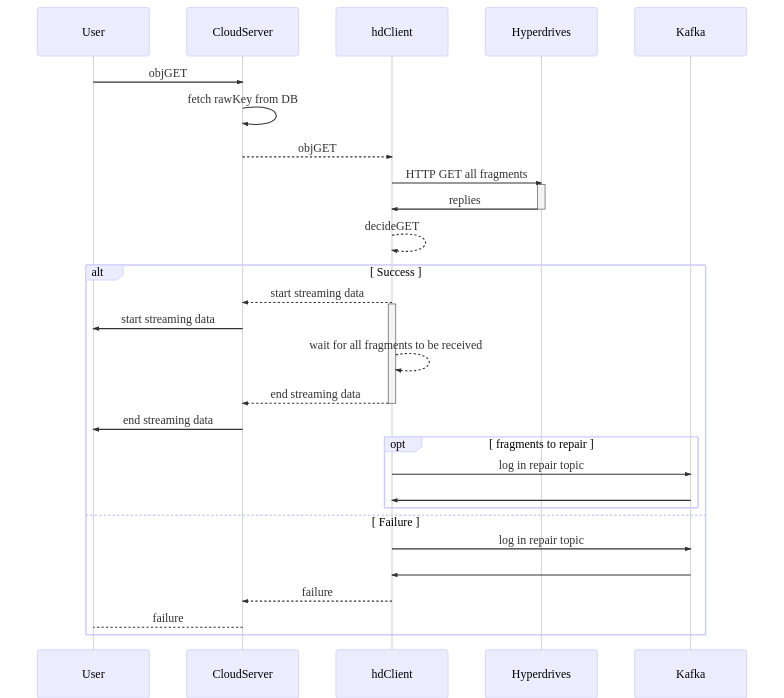 User CloudServer hdClient Hyperdrives Kafka
objGET
fetch rawKey from DB
objGET
HTTP GET all fragments
replies
decideGET
alt [ Success ]
start streaming data
start streaming data
wait for all fragments to be received
end streaming data
end streaming data
opt [ fragments to repair ]
log in repair topic
[ Failure ]
log in repair topic
failure
failure
User CloudServer hdClient Hyperdrives Kafka